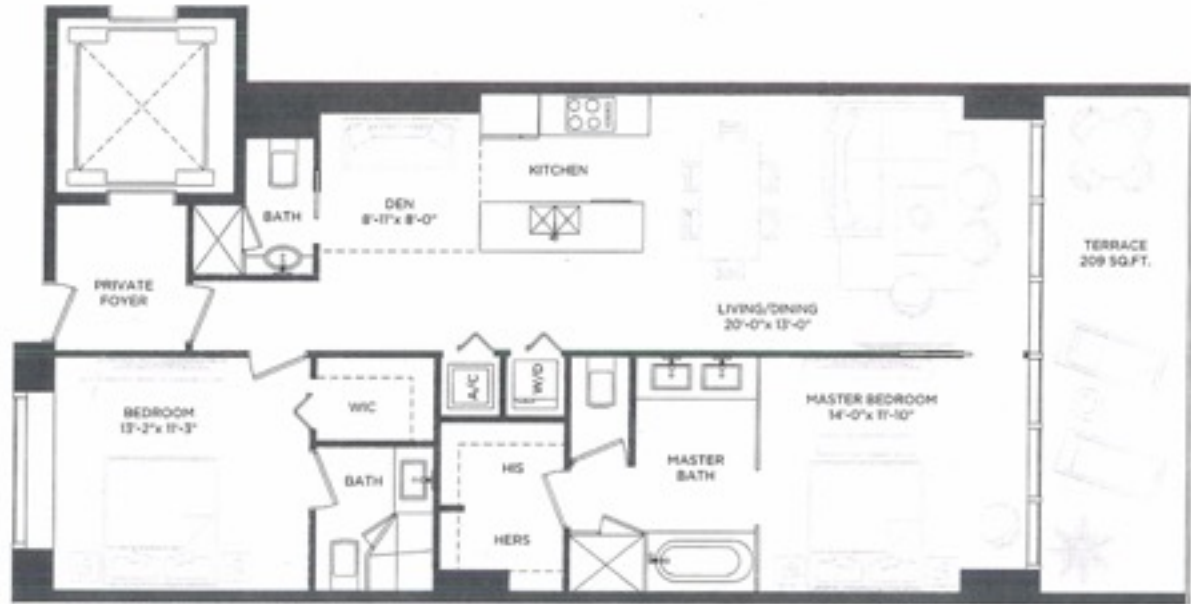 BATH
DEN
8'-11" x 8'-0"
KITCHEN
TERRACE
209 SQ.FT.
PRIVATE
FOYER
LIVING/DINING
20'-0" x 13'-0"
A/C
W/D
BEDROOM
13'-2" x 11'-3"
WIC
MASTER BEDROOM
14'-0" x 11'-10"
BATH
HIS
MASTER
BATH
HERS